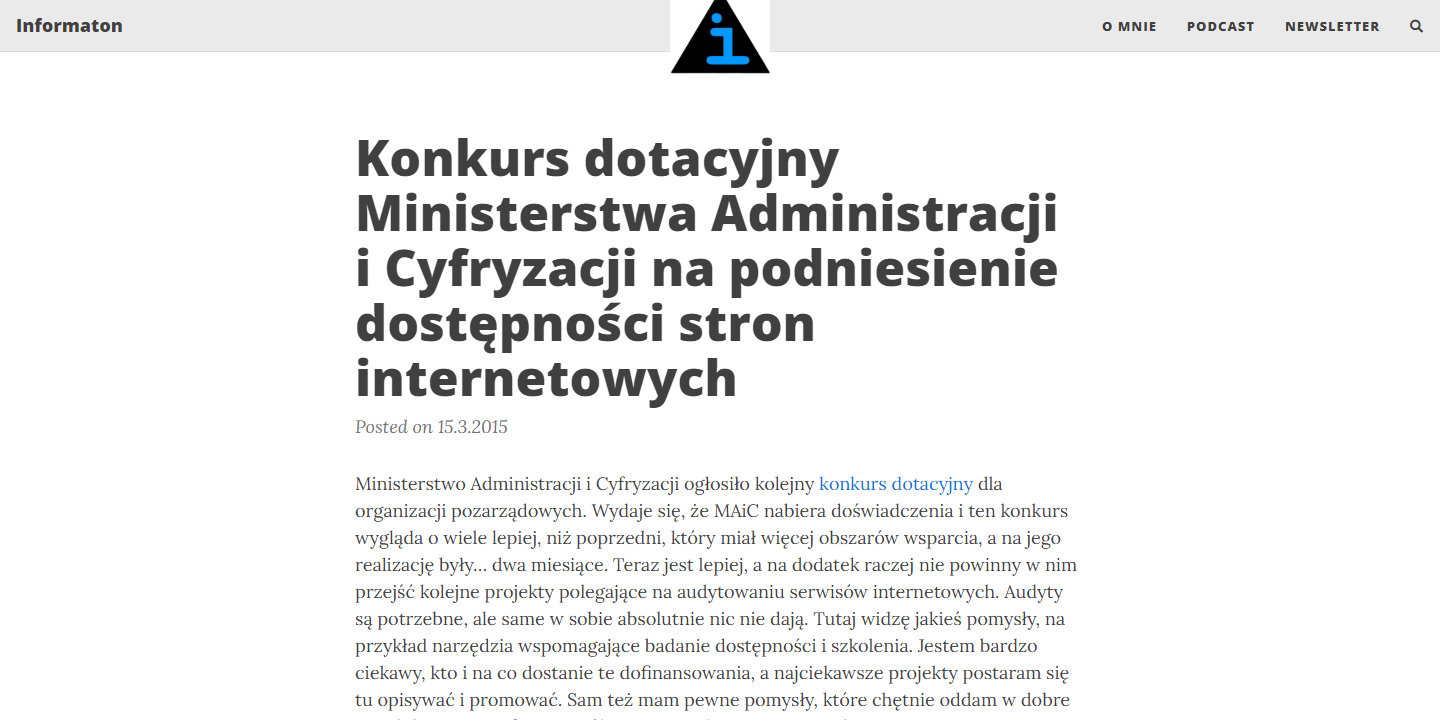 Informaton
i
O MNIE
PODCAST
NEWSLETTER
Konkurs dotacyjny
Ministerstwa Administracji
i Cyfryzacji na podniesienie
dostępności stron
internetowych
Posted on 15.3.2015
Ministerstwo Administracji i Cyfryzacji ogłosiło kolejny konkurs dotacyjny dla
organizacji pozarządowych. Wydaje się, że MAiC nabiera doświadczenia i ten konkurs
wygląda o wiele lepiej, niż poprzedni, który miał więcej obszarów wsparcia, a na jego
realizację były… dwa miesiące. Teraz jest lepiej, a na dodatek raczej nie powinny w nim
przejść kolejne projekty polegające na audytowaniu serwisów internetowych. Audyty
są potrzebne, ale same w sobie absolutnie nic nie dają. Tutaj widzę jakieś pomysły, na
przykład narzędzia wspomagające badanie dostępności i szkolenia. Jestem bardzo
ciekawy, kto i na co dostanie te dofinansowania, a najciekawsze projekty postaram się
tu opisywać i promować. Sam też mam pewne pomysły, które chętnie oddam w dobre